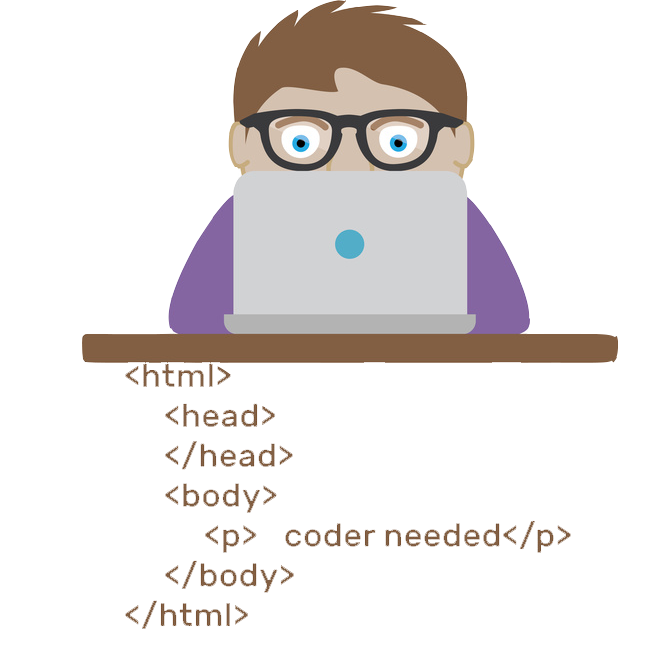 <html>
<head>
</head>
<body>
<p> coder needed</p>
</body>
</html>